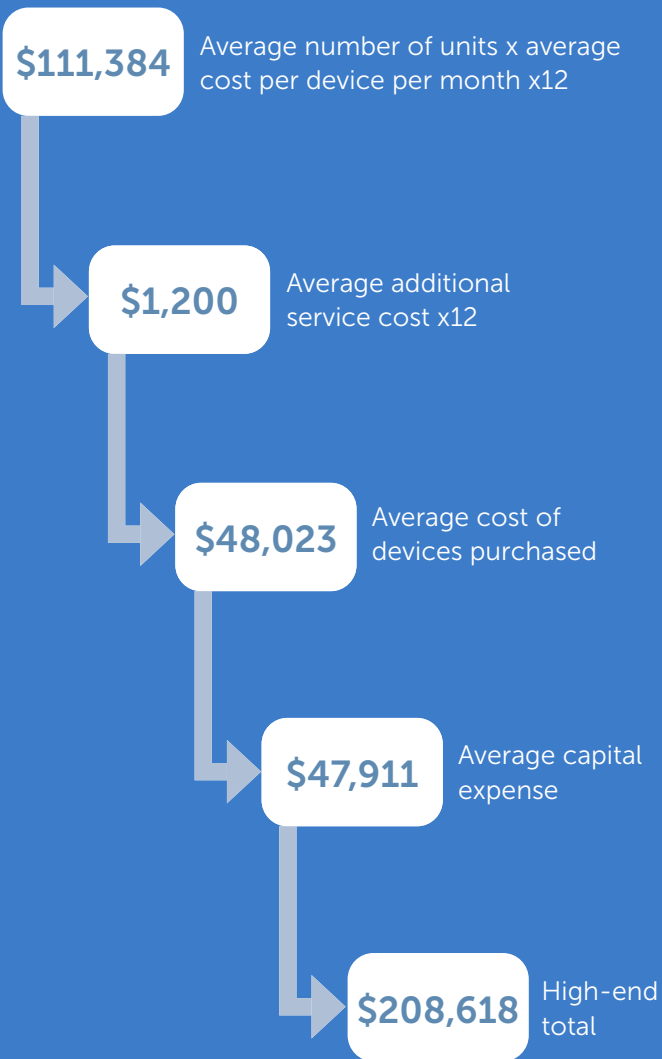 $111,384
Average number of units x average
cost per device per month x12
$1,200
Average additional
service cost x12
$48,023
Average cost of
devices purchased
$47,911
Average capital
expense
$208,618
High-end
total